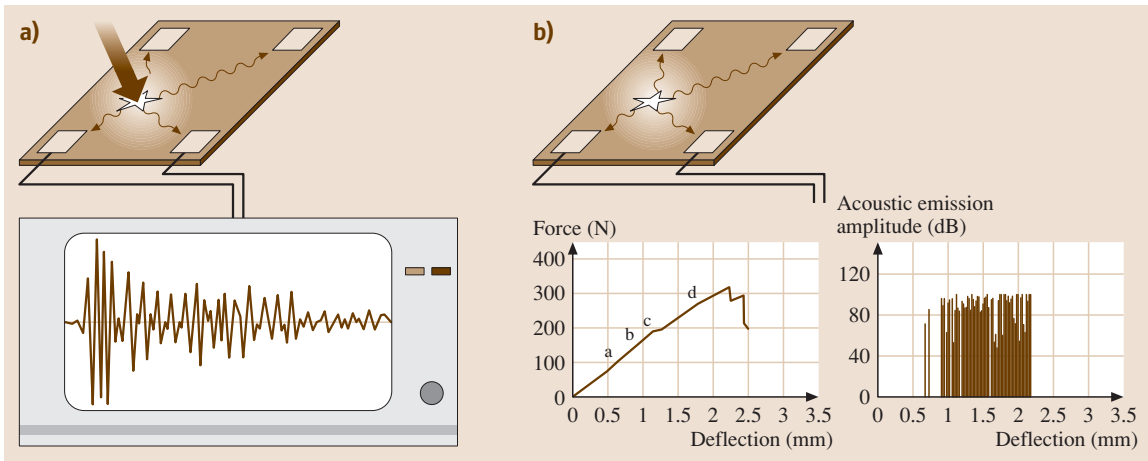 a)
b)
Force (N)
400
300
200
100
0
a
b
c
d
0 0.5 1 1.5 2 2.5 3 3.5
Deflection (mm)
Acoustic emission
amplitude (dB)
120
80
40
0
0 0.5 1 1.5 2 2.5 3 3.5
Deflection (mm)